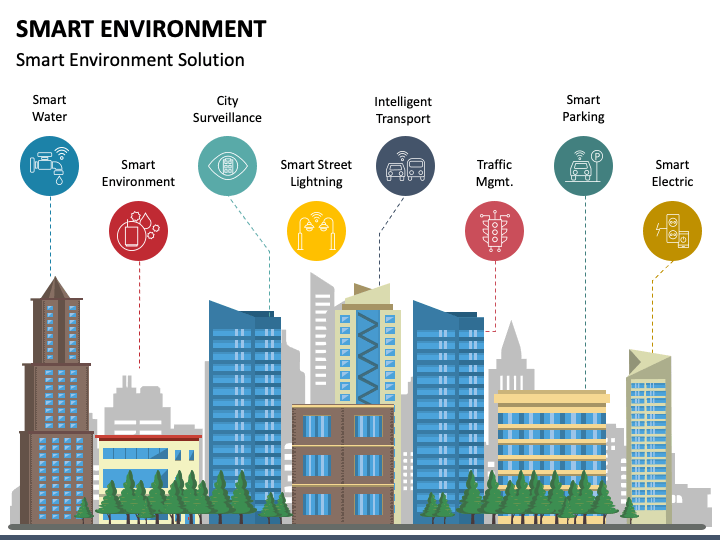 SMART ENVIRONMENT
Smart Environment Solution
Smart
Water
Smart
Environment
City
Surveillance
Smart Street
Lightning
Intelligent
Transport
Traffic
Mgmt.
Smart
Parking
Smart
Electric
P